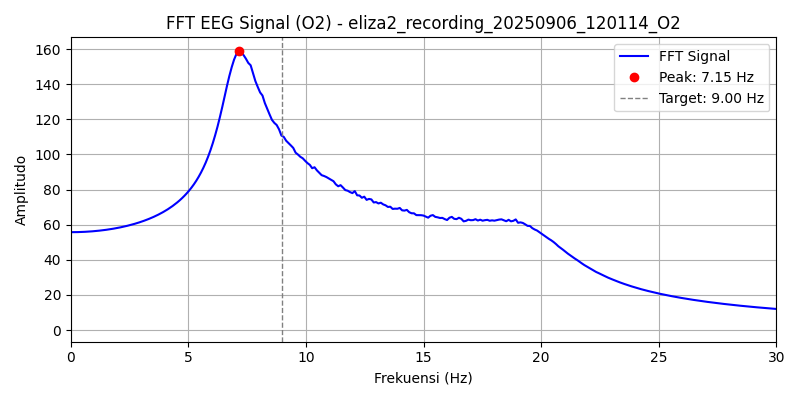 FFT EEG Signal (O2) - eliza2_recording_20250906_120114_O2
Amplitudo
160
140
120
100
80
60
40
20
0
FFT Signal
Peak: 7.15 Hz
Target: 9.00 Hz
0 5 10 15 20 25 30
Frekuensi (Hz)